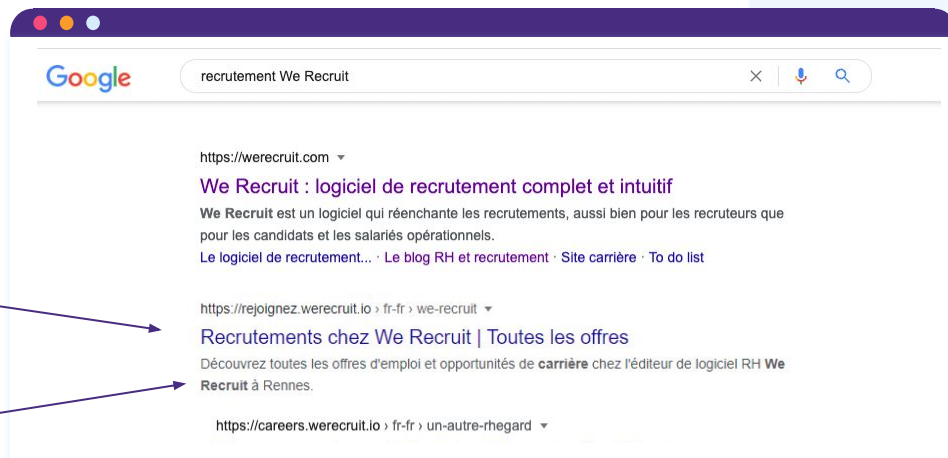 Google
recrutement We Recruit
https://werecruit.com
We Recruit : logiciel de recrutement complet et intuitif
We Recruit est un logiciel qui réenchante les recrutements, aussi bien pour les recruteurs que
pour les candidats et les salariés opérationnels.
Le logiciel de recrutement... · Le blog RH et recrutement · Site carrière · To do list
https://rejoignez.werecruit.io › fr-fr › we-recruit
Recrutements chez We Recruit | Toutes les offres
Découvrez toutes les offres d'emploi et opportunités de carrière chez l'éditeur de logiciel RH We
Recruit à Rennes.
https://careers.werecruit.io › fr-fr › un-autre-rhegard